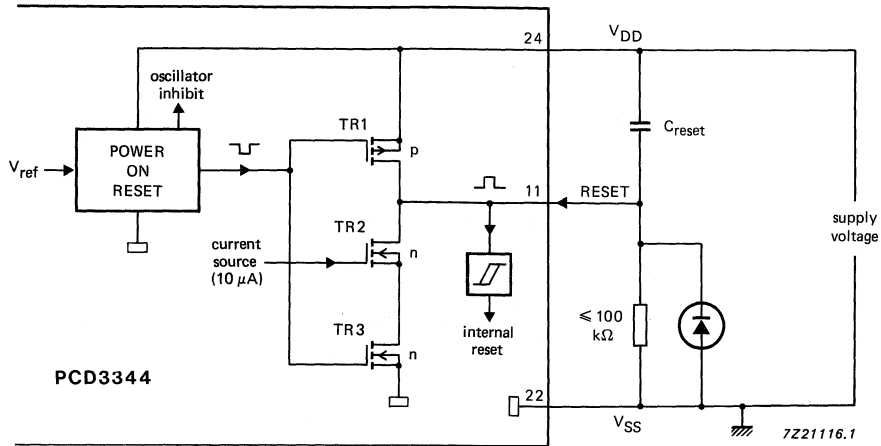 24
V_DD
oscillator
inhibit
TR1
C_reset
POWER
ON
RESET
V_ref
p
11
RESET
supply
voltage
TR2
current
source
(10 μA)
n
≤ 100
kΩ
internal
reset
TR3
n
PCD3344
22
V_SS
7Z21116.1